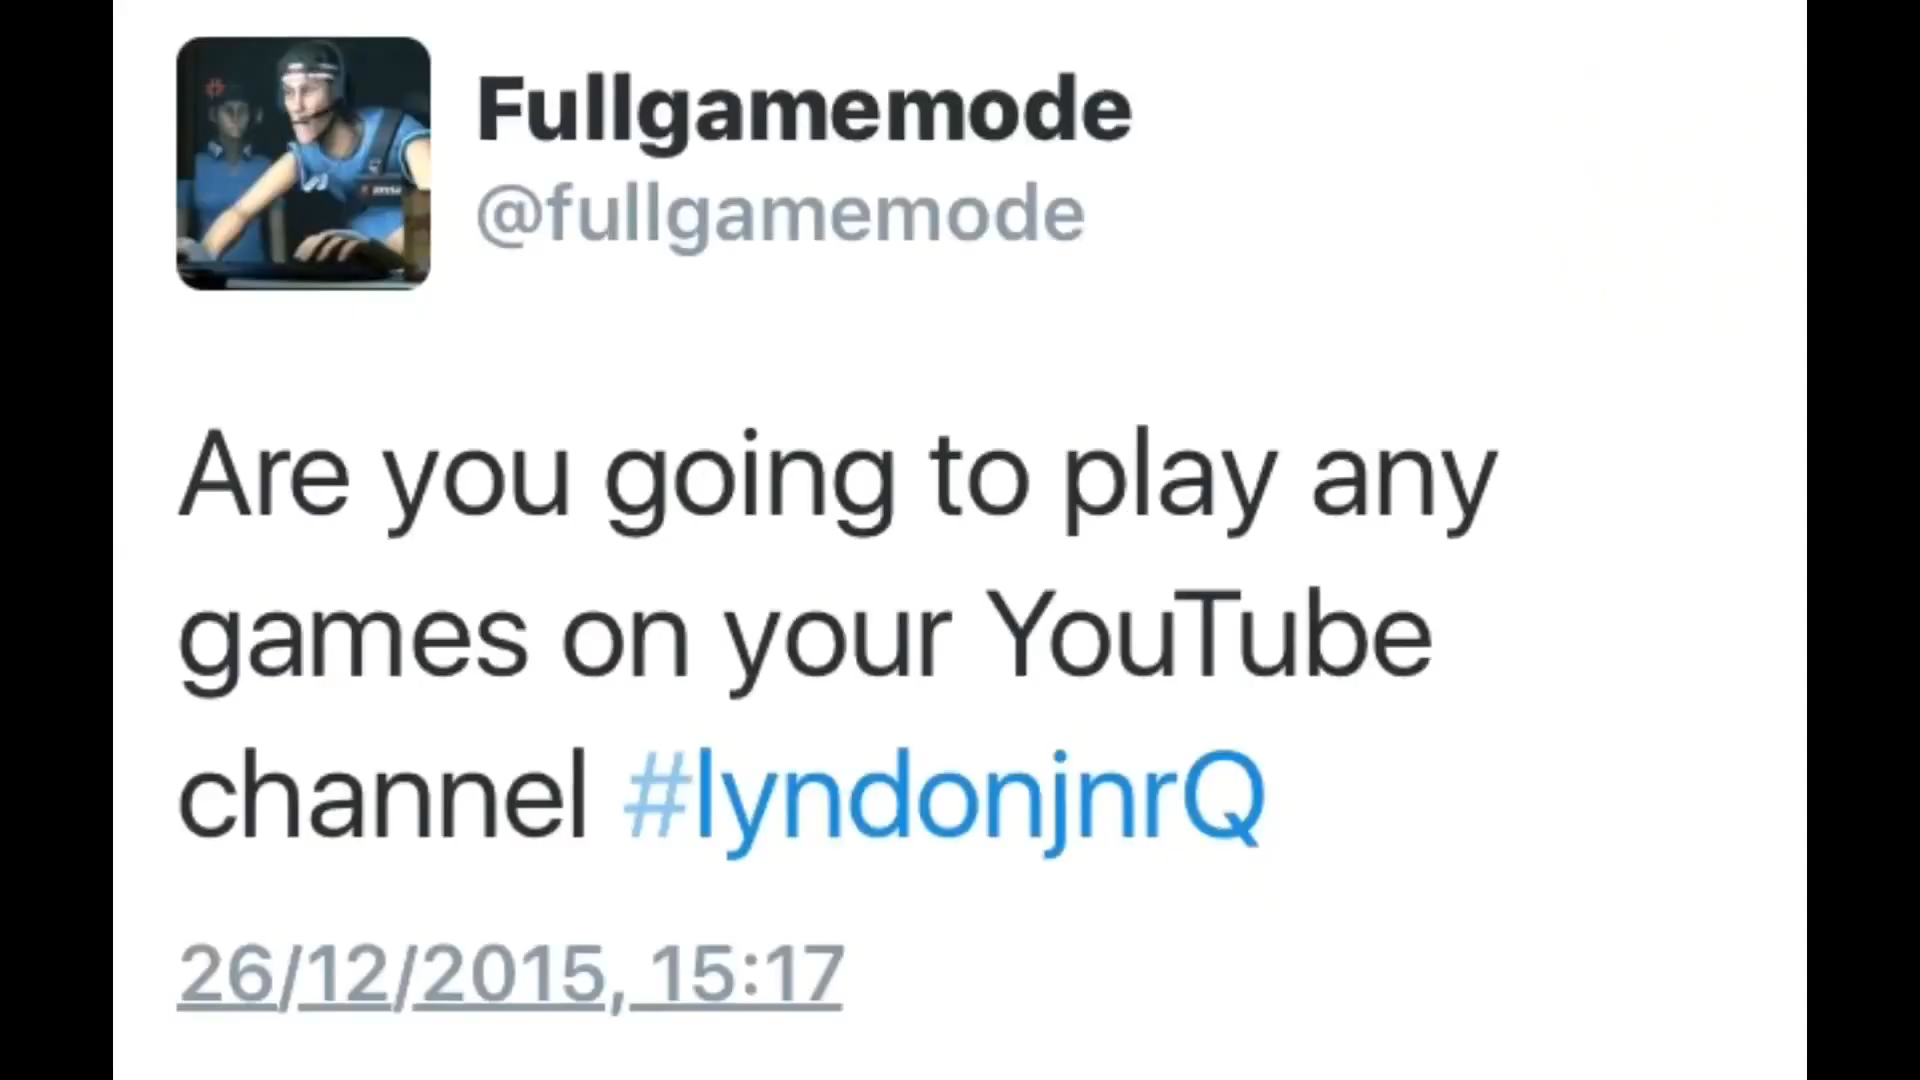 Fullgamemode
@fullgamemode
Are you going to play any
games on your YouTube
channel #lyndonjnrQ
26/12/2015, 15:17